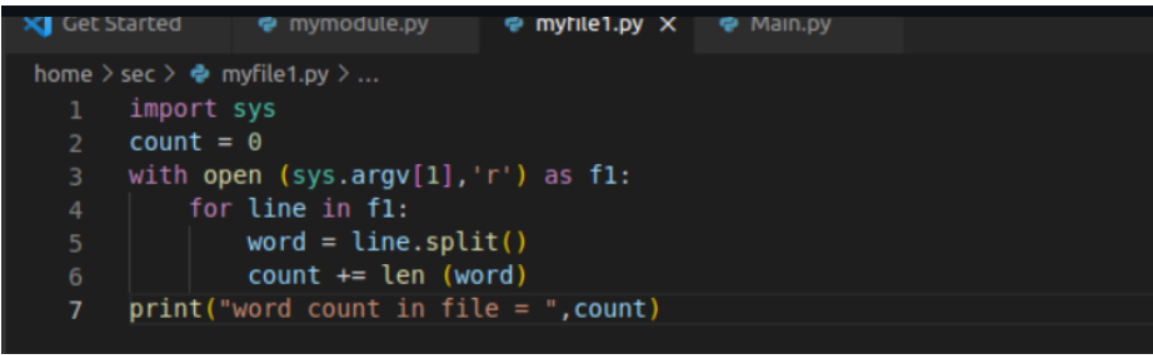 Get Started mymodule.py myfile1.py X Main.py
home > sec > myfile1.py > ...
1 import sys
2 count = 0
3 with open (sys.argv[1],'r') as f1:
4 for line in f1:
5 word = line.split()
6 count += len (word)
7 print("word count in file = ",count)